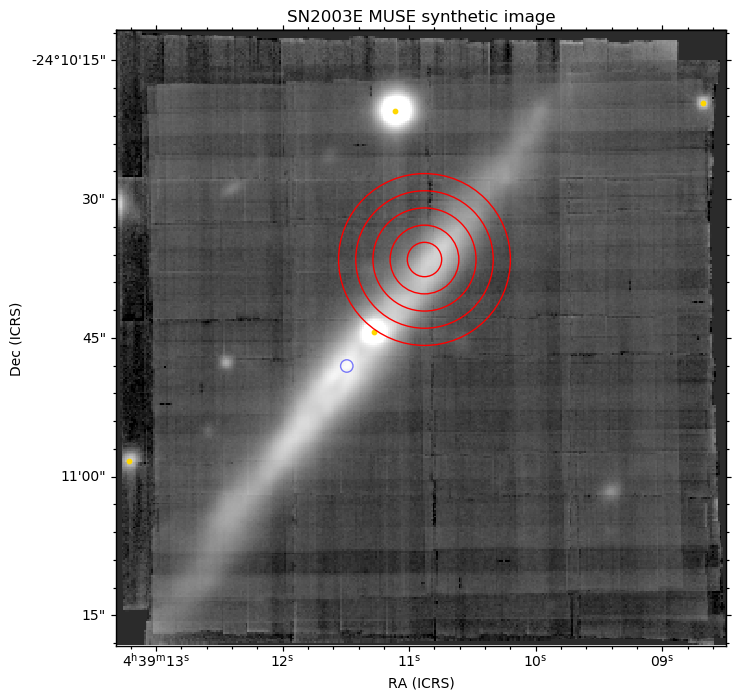 SN2003E MUSE synthetic image
-24°10'15"
30"
45"
11'00"
15"
Dec (ICRS)
4ʰ39ᵐ13ˢ 12ˢ 11ˢ 10ˢ 09ˢ
RA (ICRS)